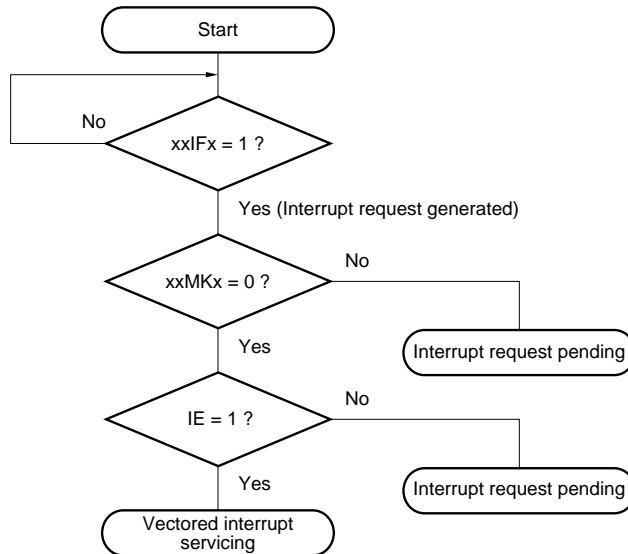 Start
No
xxIFx = 1 ?
Yes (Interrupt request generated)
xxMKx = 0 ?
No
Interrupt request pending
Yes
IE = 1 ?
No
Interrupt request pending
Yes
Vectored interrupt
servicing